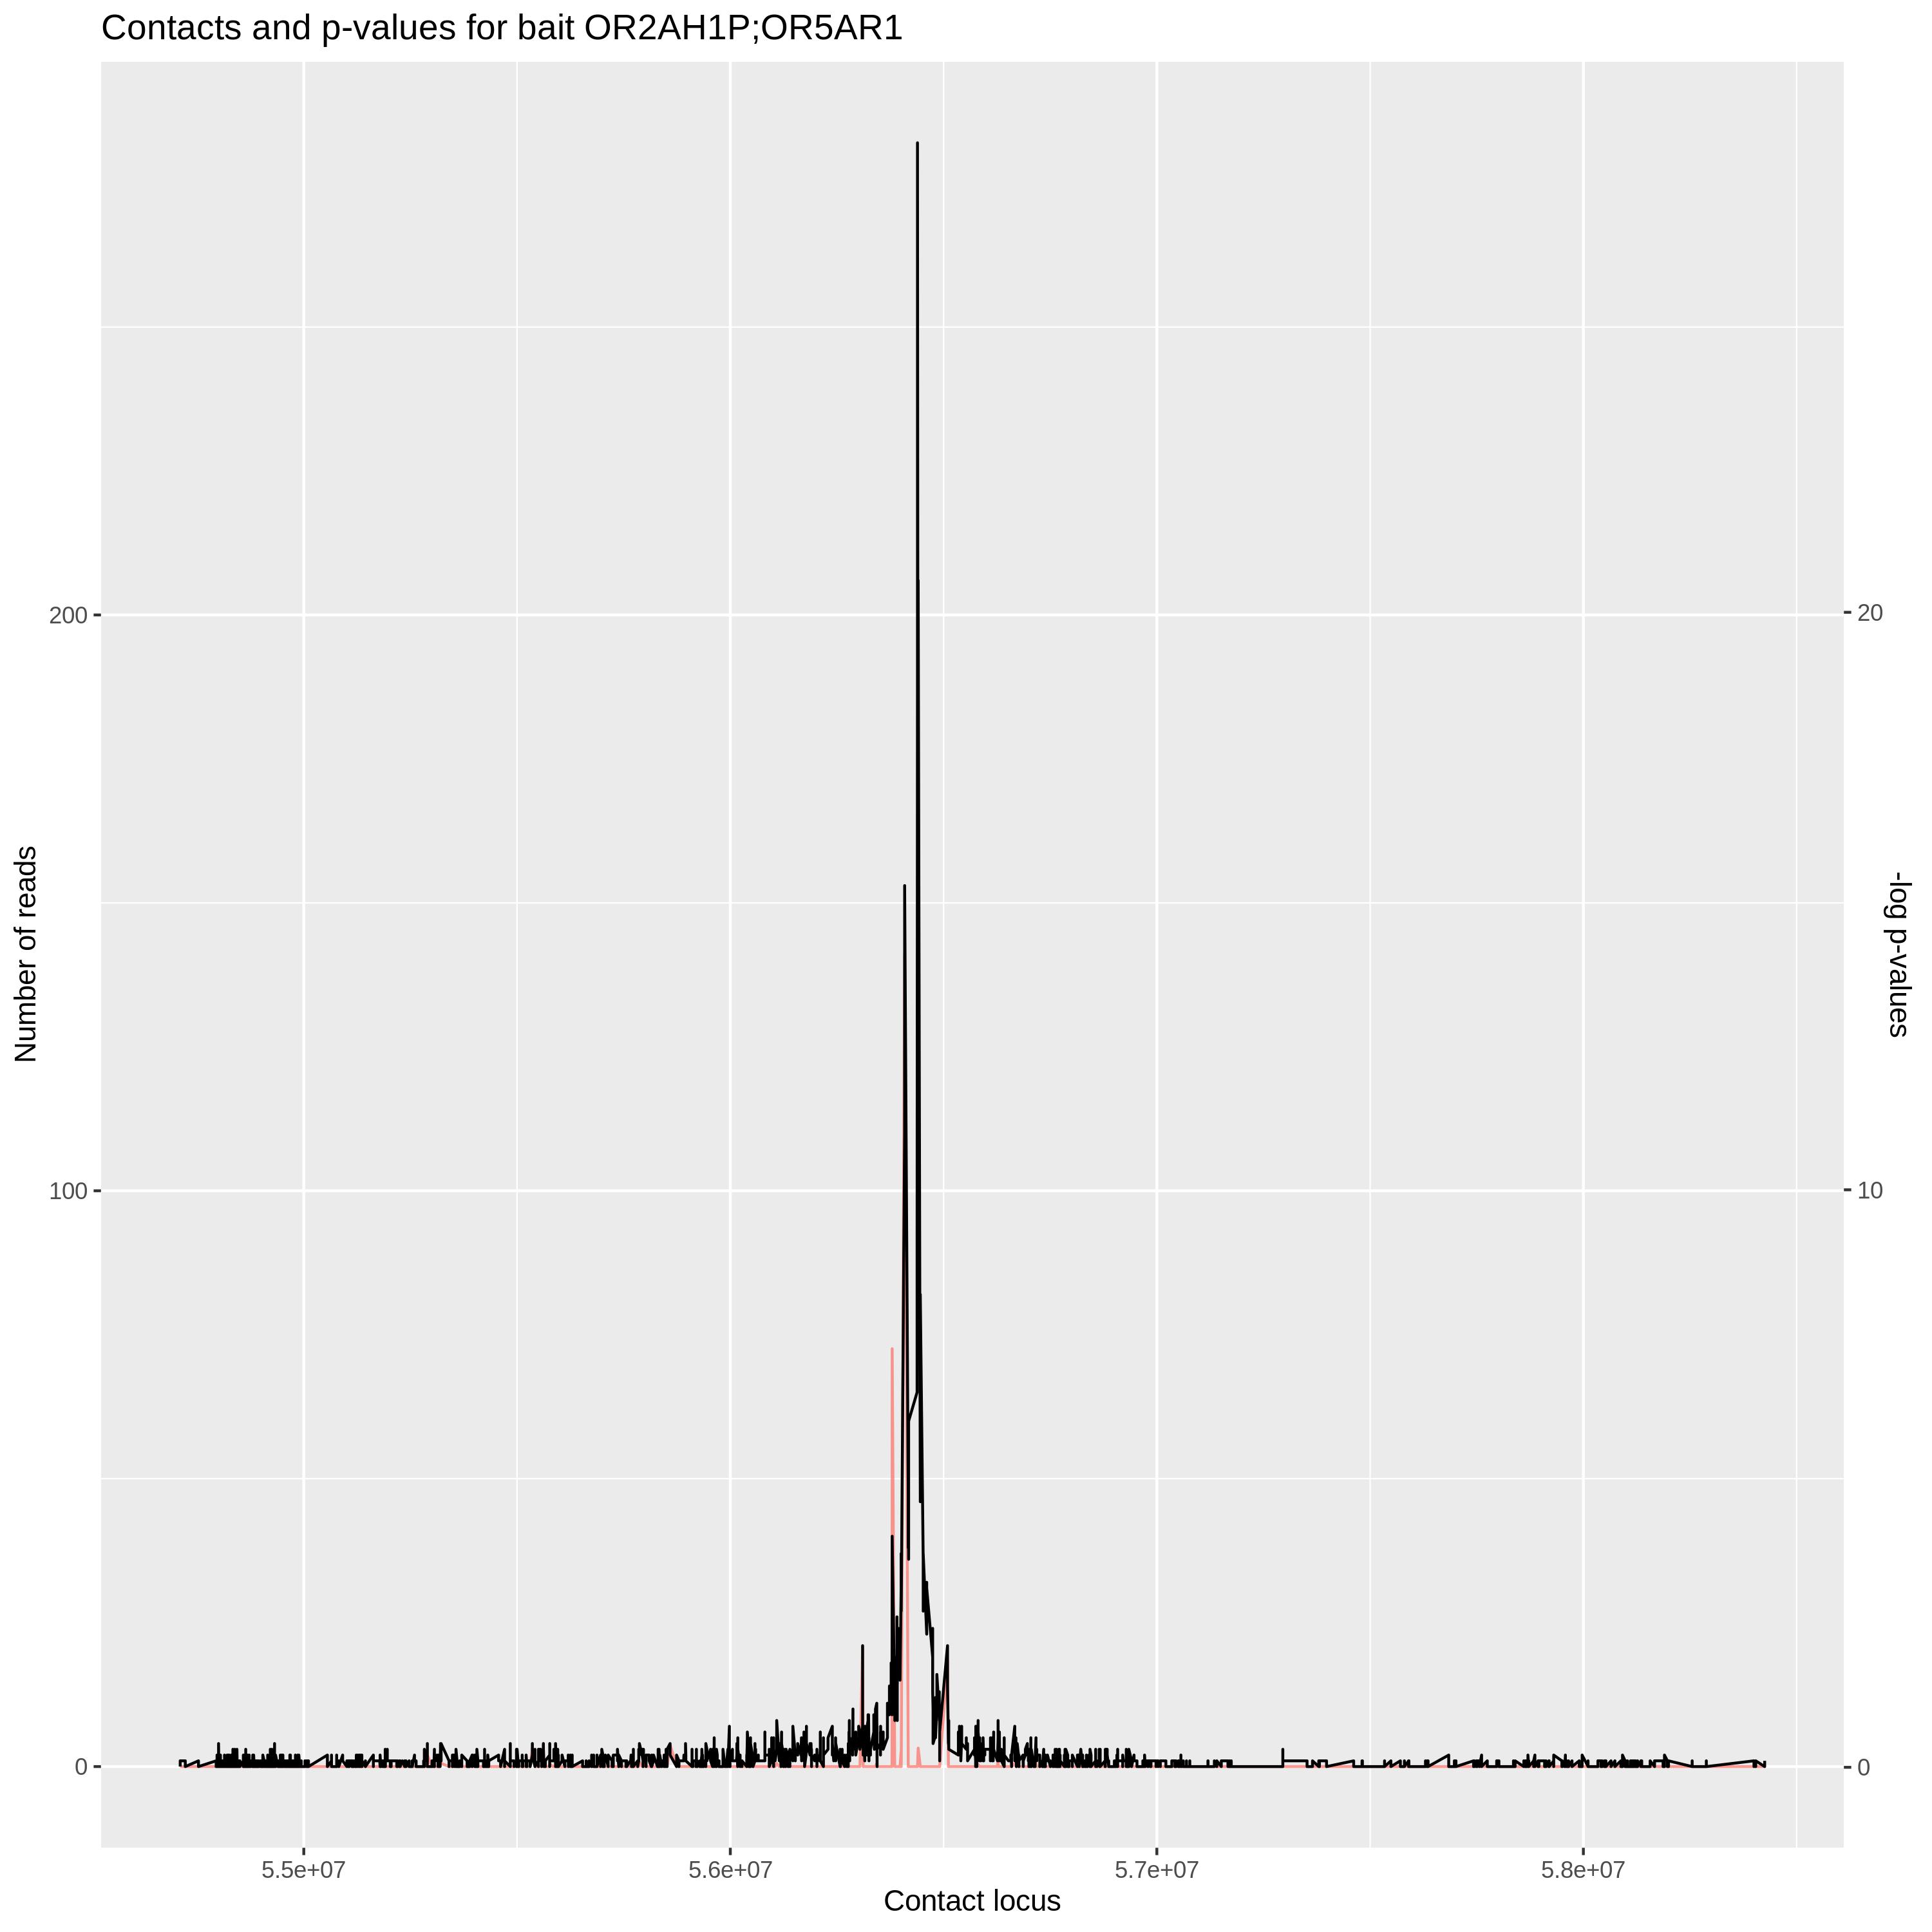 Contacts and p-values for bait OR2AH1P;OR5AR1
Number of reads
200
100
0
20
10
0
-log p-values
5.5e+07 5.6e+07 5.7e+07 5.8e+07
Contact locus